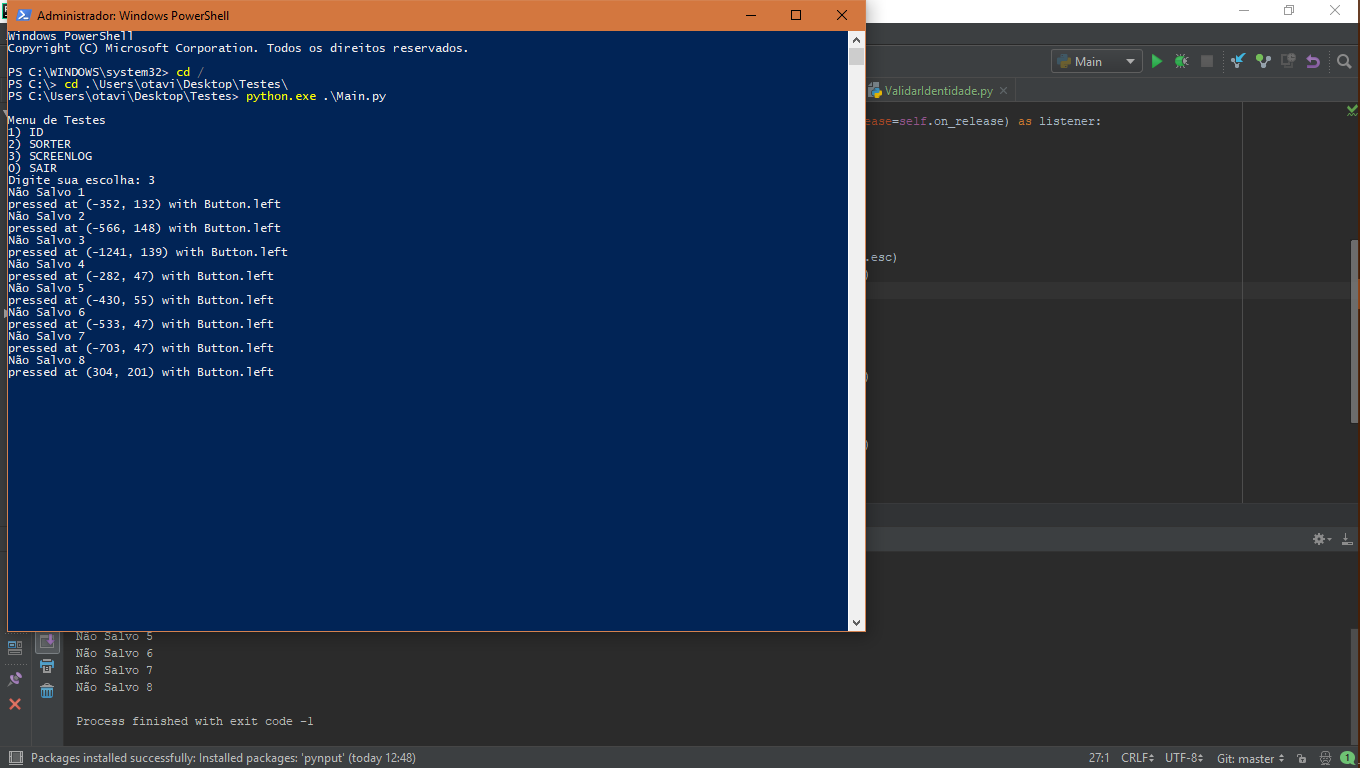 Administrador: Windows PowerShell
Windows PowerShell
Copyright (C) Microsoft Corporation. Todos os direitos reservados.
PS C:\WINDOWS\system32> cd /
PS C:\> cd .\Users\otavi\Desktop\Testes\
PS C:\Users\otavi\Desktop\Testes> python.exe .\Main.py
Menu de Testes
1) ID
2) SORTER
3) SCREENLOG
0) SAIR
Digite sua escolha: 3
Não Salvo 1
pressed at (-352, 132) with Button.left
Não Salvo 2
pressed at (-566, 148) with Button.left
Não Salvo 3
pressed at (-1241, 139) with Button.left
Não Salvo 4
pressed at (-282, 47) with Button.left
Não Salvo 5
pressed at (-430, 55) with Button.left
Não Salvo 6
pressed at (-533, 47) with Button.left
Não Salvo 7
pressed at (-703, 47) with Button.left
Não Salvo 8
pressed at (304, 201) with Button.left
Main
ValidarIdentidade.py
ease=self.on_release) as listener:
.esc)
)
)
)
Não Salvo 5
Não Salvo 6
Não Salvo 7
Não Salvo 8
Process finished with exit code -1
Packages installed successfully: Installed packages: 'pynput' (today 12:48)
27:1 CRLF UTF-8 Git: master 1